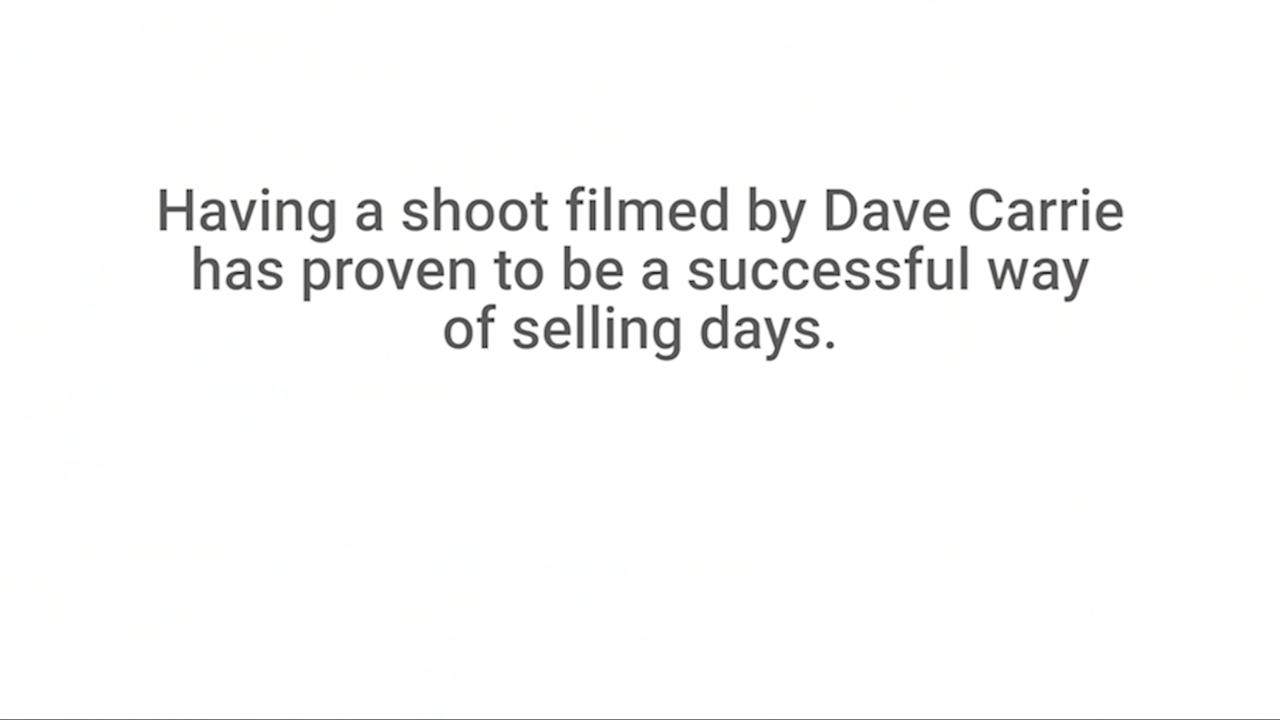 Having a shoot filmed by Dave Carrie
has proven to be a successful way
of selling days.